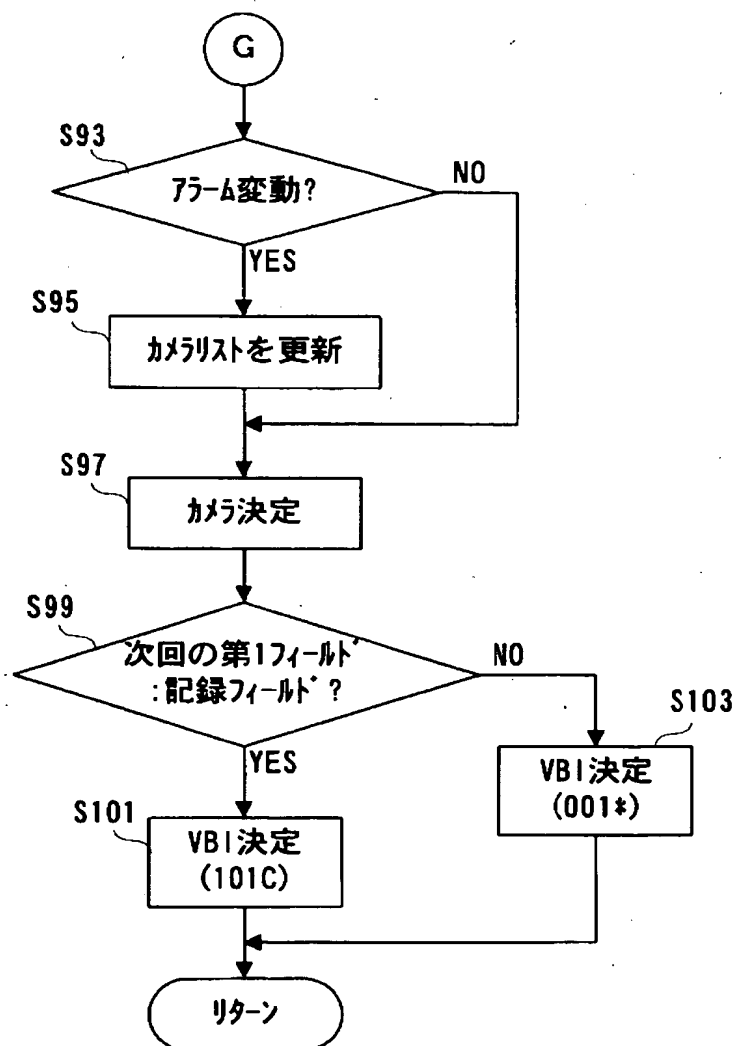 G
S93
アラーム変動?
NO
YES
S95
カメラリストを更新
S97
カメラ決定
S99
次回の第1フィールド
:記録フィールド?
NO
S103
YES
VBI決定
(001*)
S101
VBI決定
(101C)
リターン